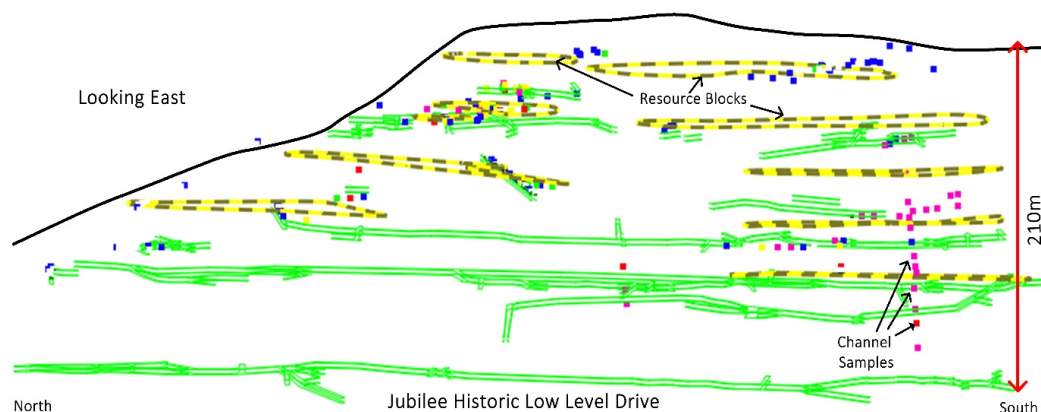 Looking East
Resource Blocks
210m
Channel
Samples
North
Jubilee Historic Low Level Drive
South